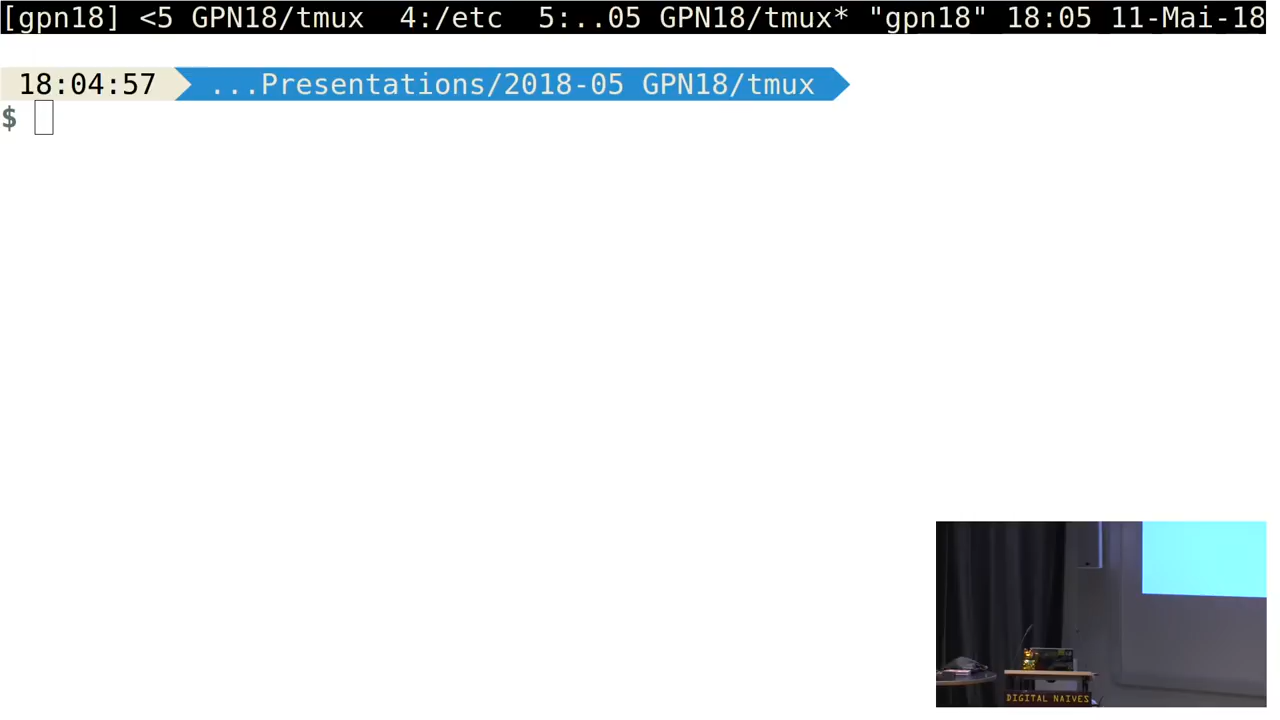 [gpn18] <5 GPN18/tmux  4:/etc  5:..05 GPN18/tmux* "gpn18" 18:05 11-Mai-18
18:04:57 ...Presentations/2018-05 GPN18/tmux
$
DIGITAL NAIVES